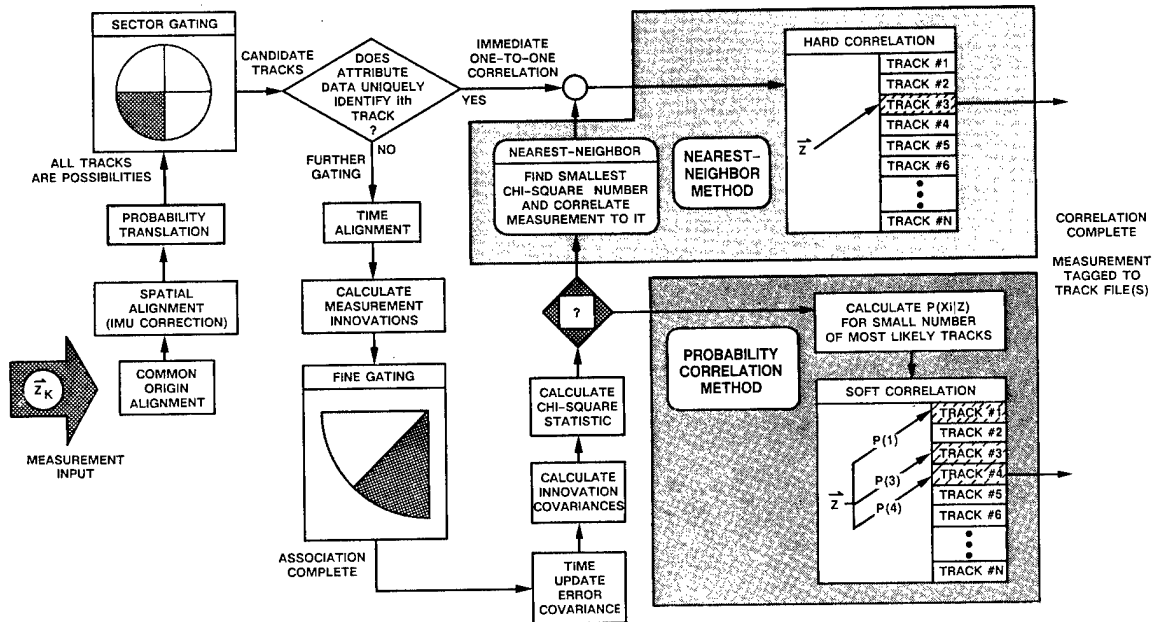 SECTOR GATING
CANDIDATE
TRACKS
DOES
ATTRIBUTE
DATA UNIQUELY
IDENTIFY ith
TRACK
?
YES
NO
IMMEDIATE
ONE-TO-ONE
CORRELATION
HARD CORRELATION
TRACK #1
TRACK #2
TRACK #3
TRACK #4
TRACK #5
TRACK #6
TRACK #N
Z
ALL TRACKS
ARE POSSIBILITIES
FURTHER
GATING
NEAREST-NEIGHBOR
FIND SMALLEST
CHI-SQUARE NUMBER
AND CORRELATE
MEASUREMENT TO IT
NEAREST-
NEIGHBOR
METHOD
PROBABILITY
TRANSLATION
TIME
ALIGNMENT
CORRELATION
COMPLETE
MEASUREMENT
TAGGED TO
TRACK FILE(S)
SPATIAL
ALIGNMENT
(IMU CORRECTION)
CALCULATE
MEASUREMENT
INNOVATIONS
?
CALCULATE P(Xi|Z)
FOR SMALL NUMBER
OF MOST LIKELY TRACKS
PROBABILITY
CORRELATION
METHOD
Z K
COMMON
ORIGIN
ALIGNMENT
MEASUREMENT
INPUT
FINE GATING
CALCULATE
CHI-SQUARE
STATISTIC
SOFT CORRELATION
TRACK #1
TRACK #2
TRACK #3
TRACK #4
TRACK #5
TRACK #6
TRACK #N
P(1)
P(3)
P(4)
Z
CALCULATE
INNOVATION
COVARIANCES
ASSOCIATION
COMPLETE
TIME
UPDATE
ERROR
COVARIANCE